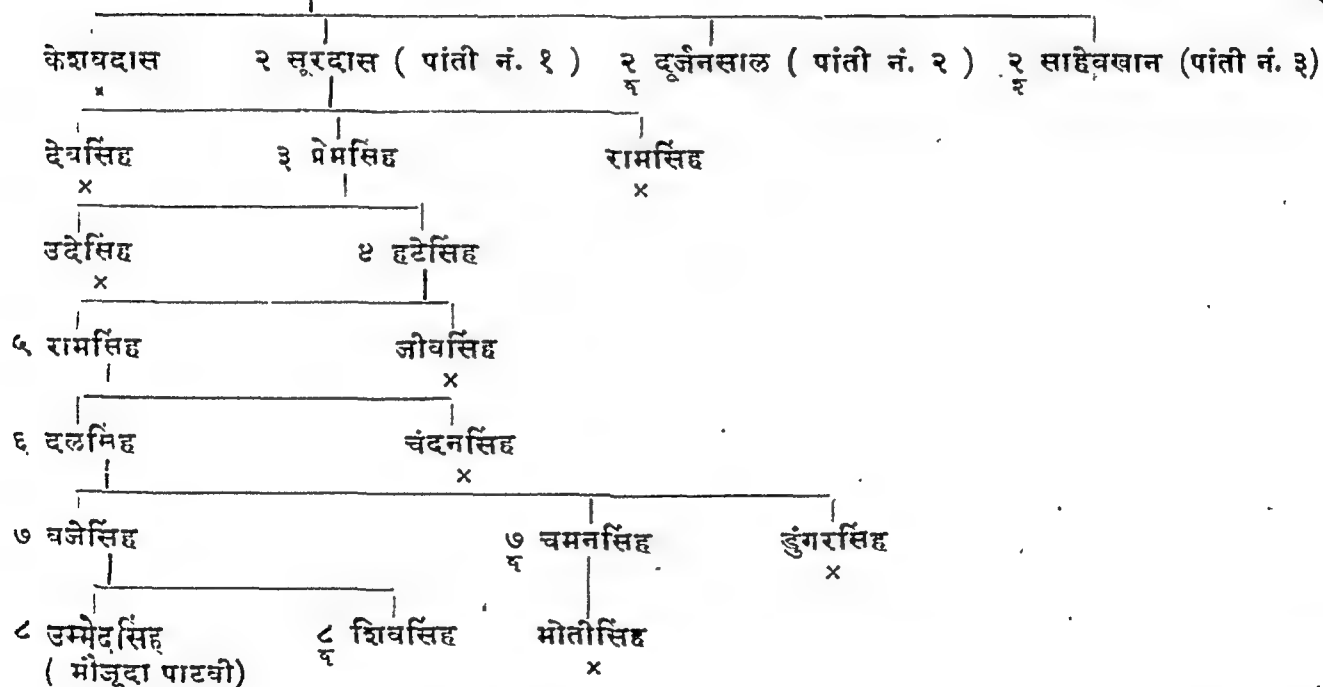 केशवदास २ सूरदास ( पांती नं. १ ) २/द दूर्जनसाल ( पांती नं. २ ) २/इ साहेबखान (पांती नं. ३)
×
देवसिंह ३ प्रेमसिंह रामसिंह
× ×
उदेसिंह ४ हटेसिंह
×
५ रामसिंह जीवसिंह
×
६ दलसिंह चंदनसिंह
×
७ वजेसिंह ७/द चमनसिंह डुंगरसिंह
×
८ उम्मेदसिंह ८/द शिवसिंह मोतीसिंह
( मौजूदा पाटवी) ×